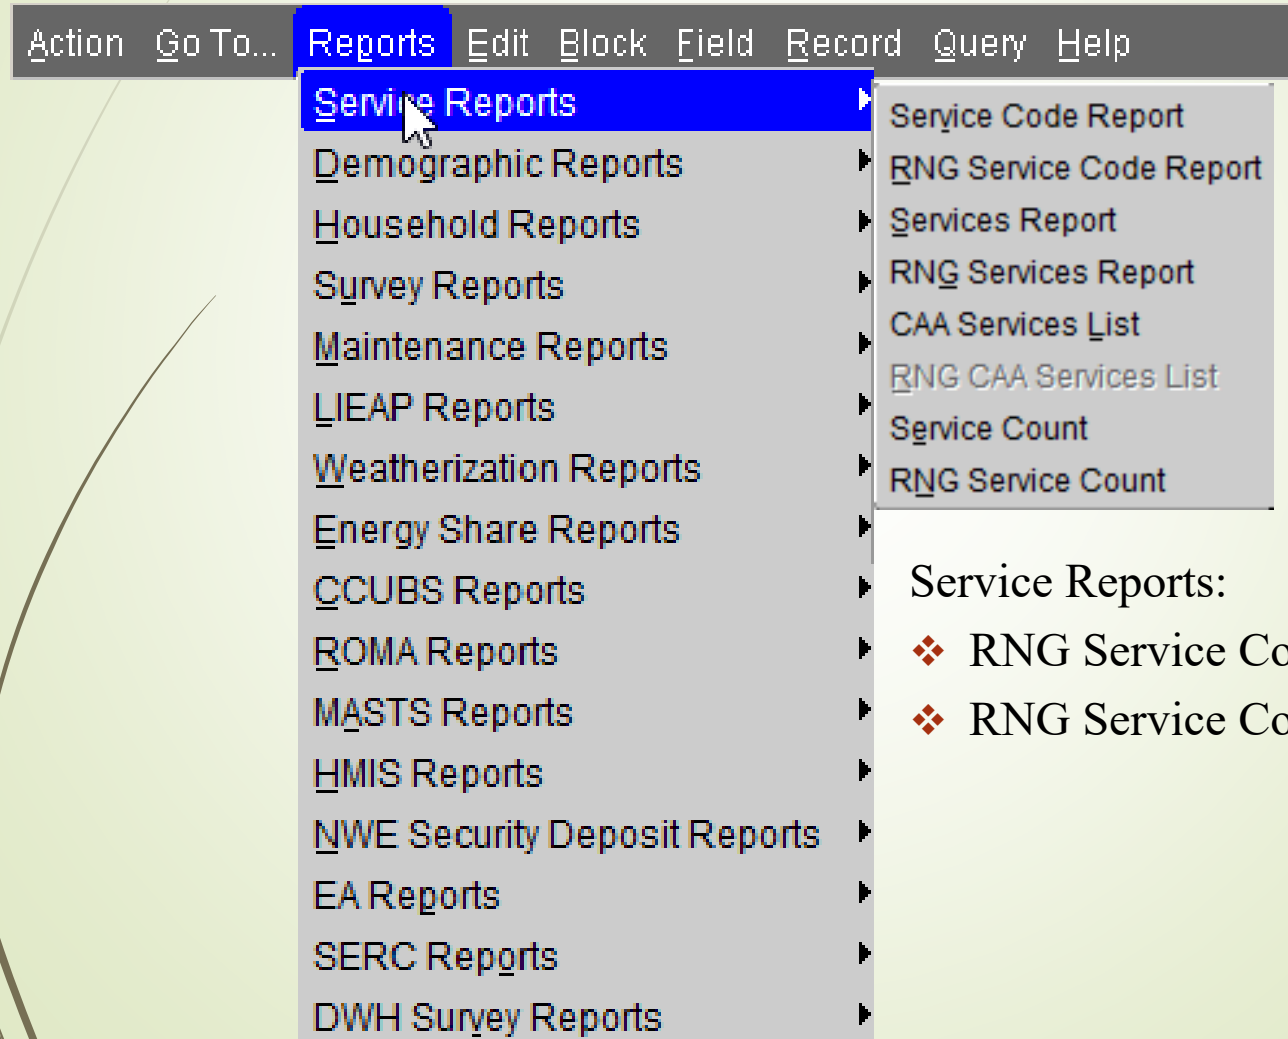 Action Go To... Reports Edit Block Field Record Query Help
Service Reports
Demographic Reports
Household Reports
Survey Reports
Maintenance Reports
LIEAP Reports
Weatherization Reports
Energy Share Reports
CCUBS Reports
ROMA Reports
MASTS Reports
HMIS Reports
NWE Security Deposit Reports
EA Reports
SERC Reports
DWH Survey Reports
Service Code Report
RNG Service Code Report
Services Report
RNG Services Report
CAA Services List
RNG CAA Services List
Service Count
RNG Service Count
Service Reports:
RNG Service
RNG Service